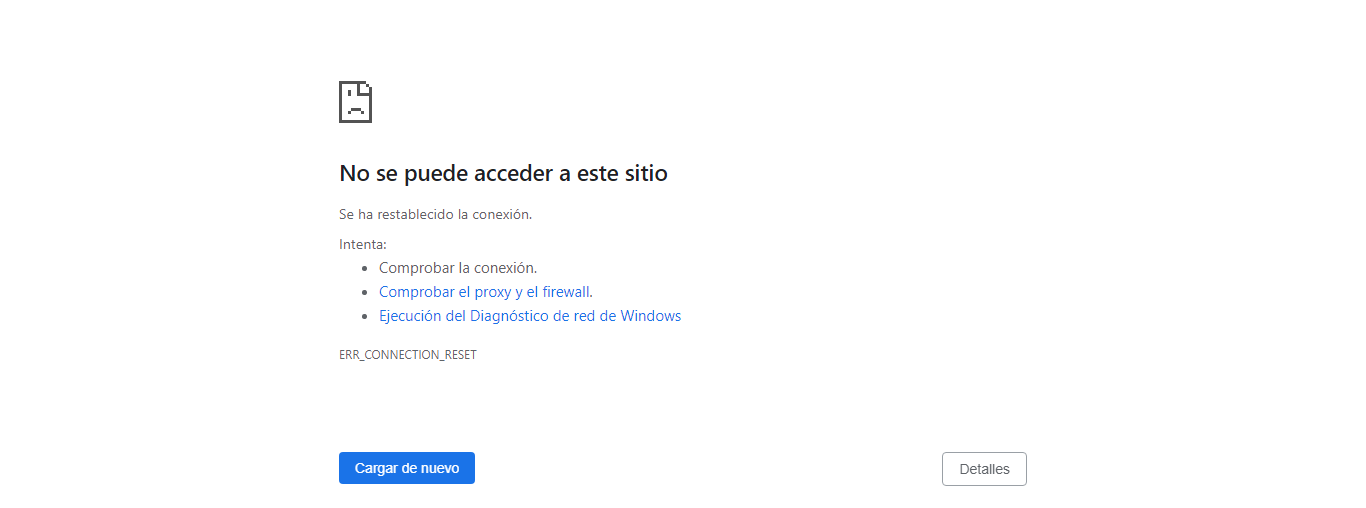 No se puede acceder a este sitio
Se ha restablecido la conexión.
Intenta:
Comprobar la conexión.
Comprobar el proxy y el firewall.
Ejecución del Diagnóstico de red de Windows
ERR_CONNECTION_RESET
Cargar de nuevo
Detalles